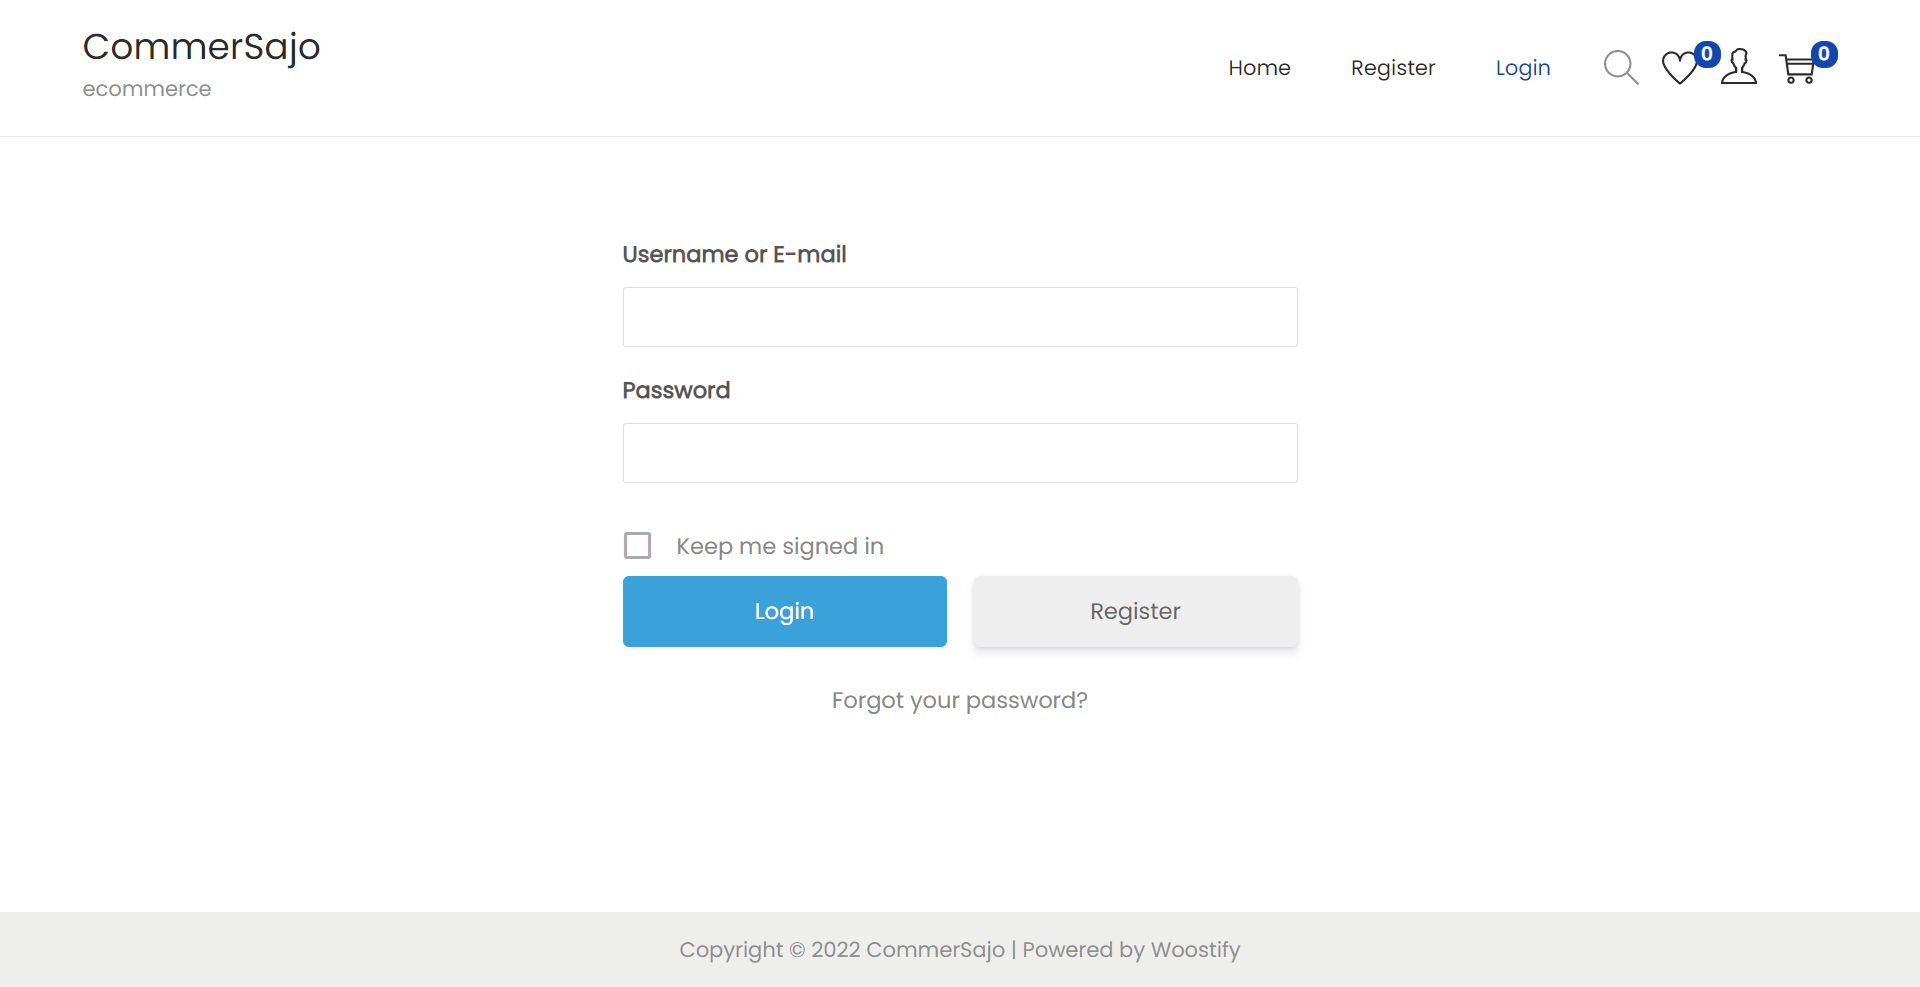 CommerSajo
ecommerce
Home
Register
Login
0
0
Username or E-mail
Password
Keep me signed in
Login
Register
Forgot your password?
Copyright © 2022 CommerSajo | Powered by Woostify